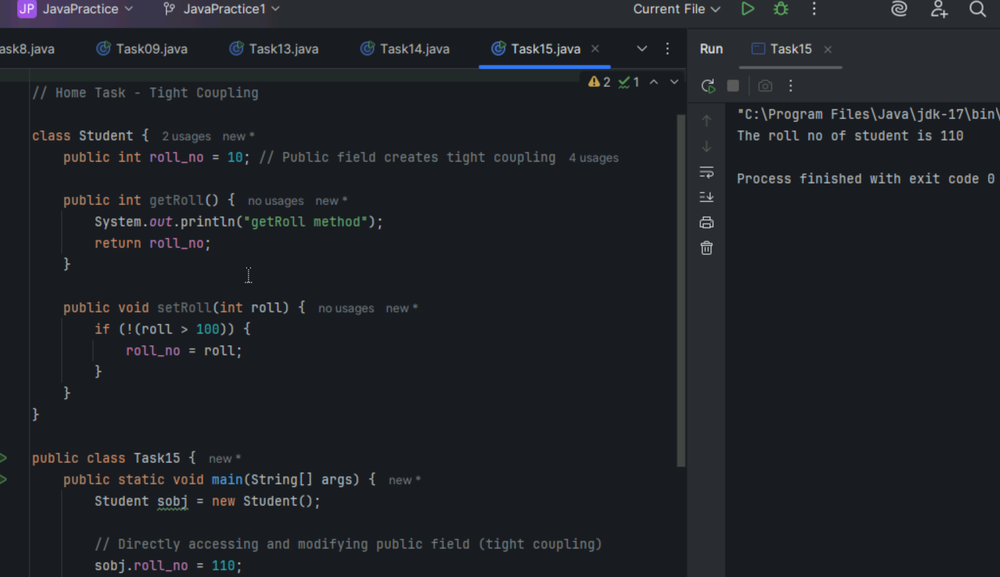 JP JavaPractice JavaPractice1 Current File
ask8.java Task09.java Task13.java Task14.java Task15.java
Run Task15
2 1
// Home Task - Tight Coupling
class Student { 2 usages new *
public int roll_no = 10; // Public field creates tight coupling 4 usages
public int getRoll() { no usages new *
System.out.println("getRoll method");
return roll_no;
}
public void setRoll(int roll) { no usages new *
if (!(roll > 100)) {
roll_no = roll;
}
}
}
public class Task15 { new *
public static void main(String[] args) { new *
Student sobj = new Student();
// Directly accessing and modifying public field (tight coupling)
sobj.roll_no = 110;
"C:\Program Files\Java\jdk-17\bin\
The roll no of student is 110
Process finished with exit code 0